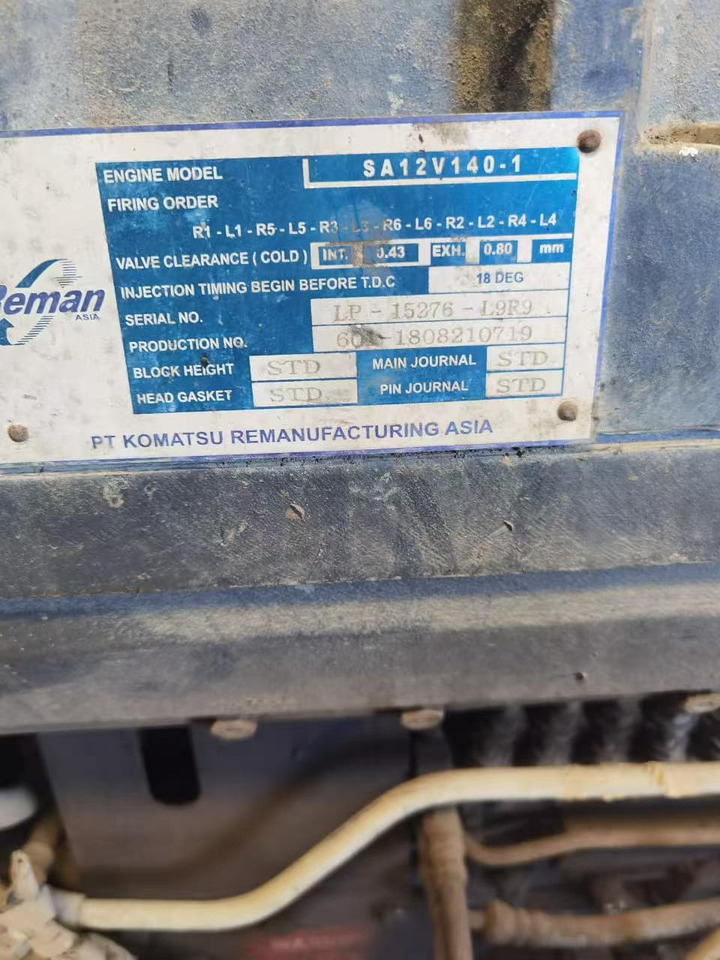 Reman
ASIA
ENGINE MODEL SA12V140-1
FIRING ORDER
R1 - L1 - R5 - L5 - R3 - L3 - R6 - L6 - R2 - L2 - R4 - L4
VALVE CLEARANCE ( COLD ) INT. 0.43 EXH. 0.80 mm
INJECTION TIMING BEGIN BEFORE T.D.C 18 DEG
SERIAL NO. LP - 15276 - L9R9
PRODUCTION NO. 601-1808210719
BLOCK HEIGHT STD MAIN JOURNAL STD
HEAD GASKET STD PIN JOURNAL STD
PT KOMATSU REMANUFACTURING ASIA